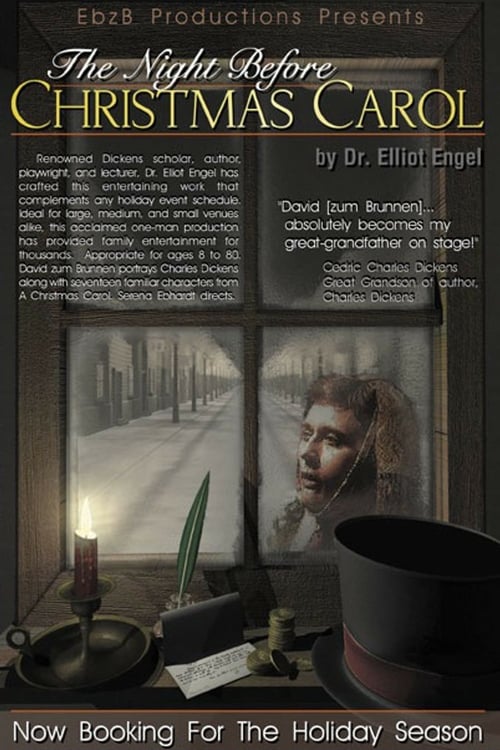 EbzB Productions Presents
The Night Before
CHRISTMAS CAROL
by Dr. Elliot Engel
Renowned Dickens scholar, author,
playwright, and lecturer, Dr. Elliot Engel has
crafted this entertaining work that
complements any holiday event schedule.
Ideal for large, medium, and small venues
alike, this acclaimed one-man production
has provided family entertainment for
thousands. Appropriate for ages 8 to 80.
David zum Brunnen portrays Charles Dickens
along with seventeen familiar characters from
A Christmas Carol. Serena Ebhardt directs.
"David [zum Brunnen]...
absolutely becomes my
great-grandfather on stage!"
Cedric Charles Dickens
Great Grandson of author,
Charles Dickens
Now Booking For The Holiday Season